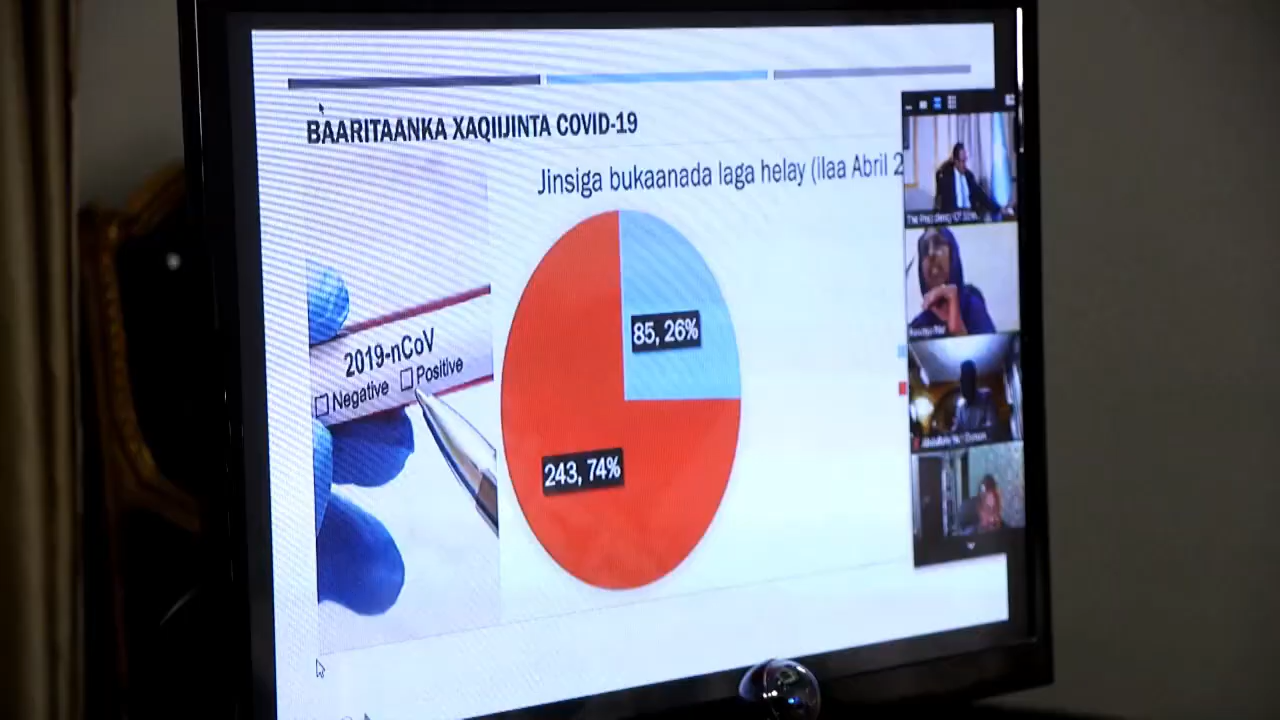 BAARITAANKA XAQIIJINTA COVID-19
Jinsiga bukaanada laga helay (ilaa Abril 2
85, 26%
2019-nCoV
Negative Positive
243, 74%